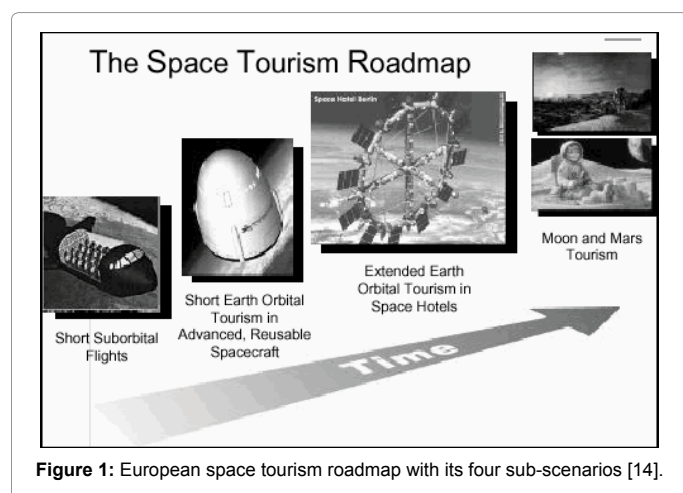 The Space Tourism Roadmap
Space Hotel Berlin
Short Suborbital
Flights
Short Earth Orbital
Tourism in
Advanced, Reusable
Spacecraft
Extended Earth
Orbital Tourism in
Space Hotels
Moon and Mars
Tourism
Time
Figure 1: European space tourism roadmap with its four sub-scenarios [14].